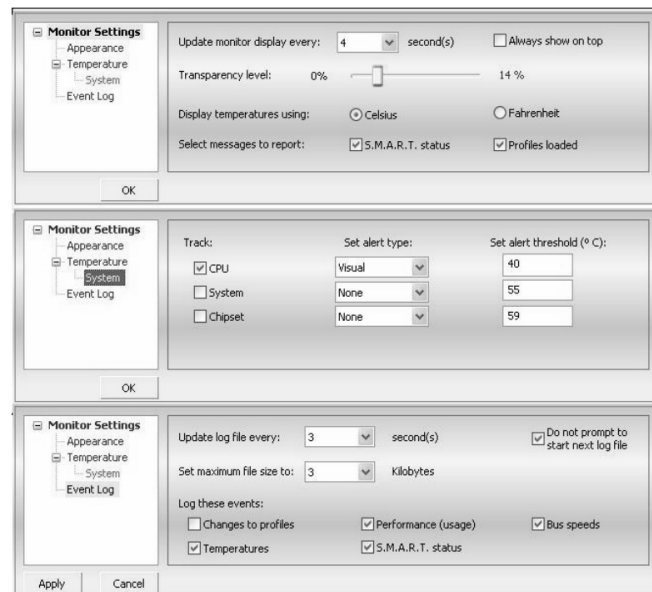 Monitor Settings
Appearance
Temperature
System
Event Log
OK
Update monitor display every: 4 second(s) Always show on top
Transparency level: 0% 14 %
Display temperatures using: Celsius Fahrenheit
Select messages to report: S.M.A.R.T. status Profiles loaded
Monitor Settings
Appearance
Temperature
System
Event Log
OK
Track: Set alert type: Set alert threshold (º C):
CPU Visual 40
System None 55
Chipset None 59
Monitor Settings
Appearance
Temperature
System
Event Log
Apply Cancel
Update log file every: 3 second(s) Do not prompt to
start next log file
Set maximum file size to: 3 Kilobytes
Log these events:
Changes to profiles Performance (usage) Bus speeds
Temperatures S.M.A.R.T. status